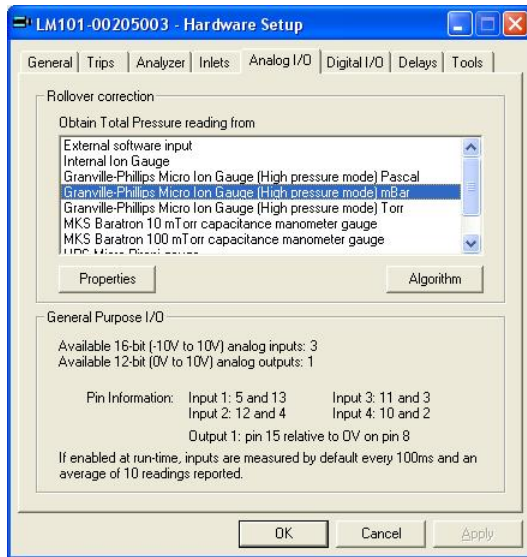 LM101-00205003 - Hardware Setup
General Trips Analyzer Inlets Analog I/O Digital I/O Delays Tools
Rollover correction
Obtain Total Pressure reading from
External software input
Internal Ion Gauge
Granville-Phillips Micro Ion Gauge (High pressure mode) Pascal
Granville-Phillips Micro Ion Gauge (High pressure mode) mBar
Granville-Phillips Micro Ion Gauge (High pressure mode) Torr
MKS Baratron 10 mTorr capacitance manometer gauge
MKS Baratron 100 mTorr capacitance manometer gauge
Properties Algorithm
General Purpose I/O
Available 16-bit (-10V to 10V) analog inputs: 3
Available 12-bit (0V to 10V) analog outputs: 1
Pin Information: Input 1: 5 and 13 Input 3: 11 and 3
Input 2: 12 and 4 Input 4: 10 and 2
Output 1: pin 15 relative to 0V on pin 8
If enabled at run-time, inputs are measured by default every 100ms and an
average of 10 readings reported.
OK Cancel Apply